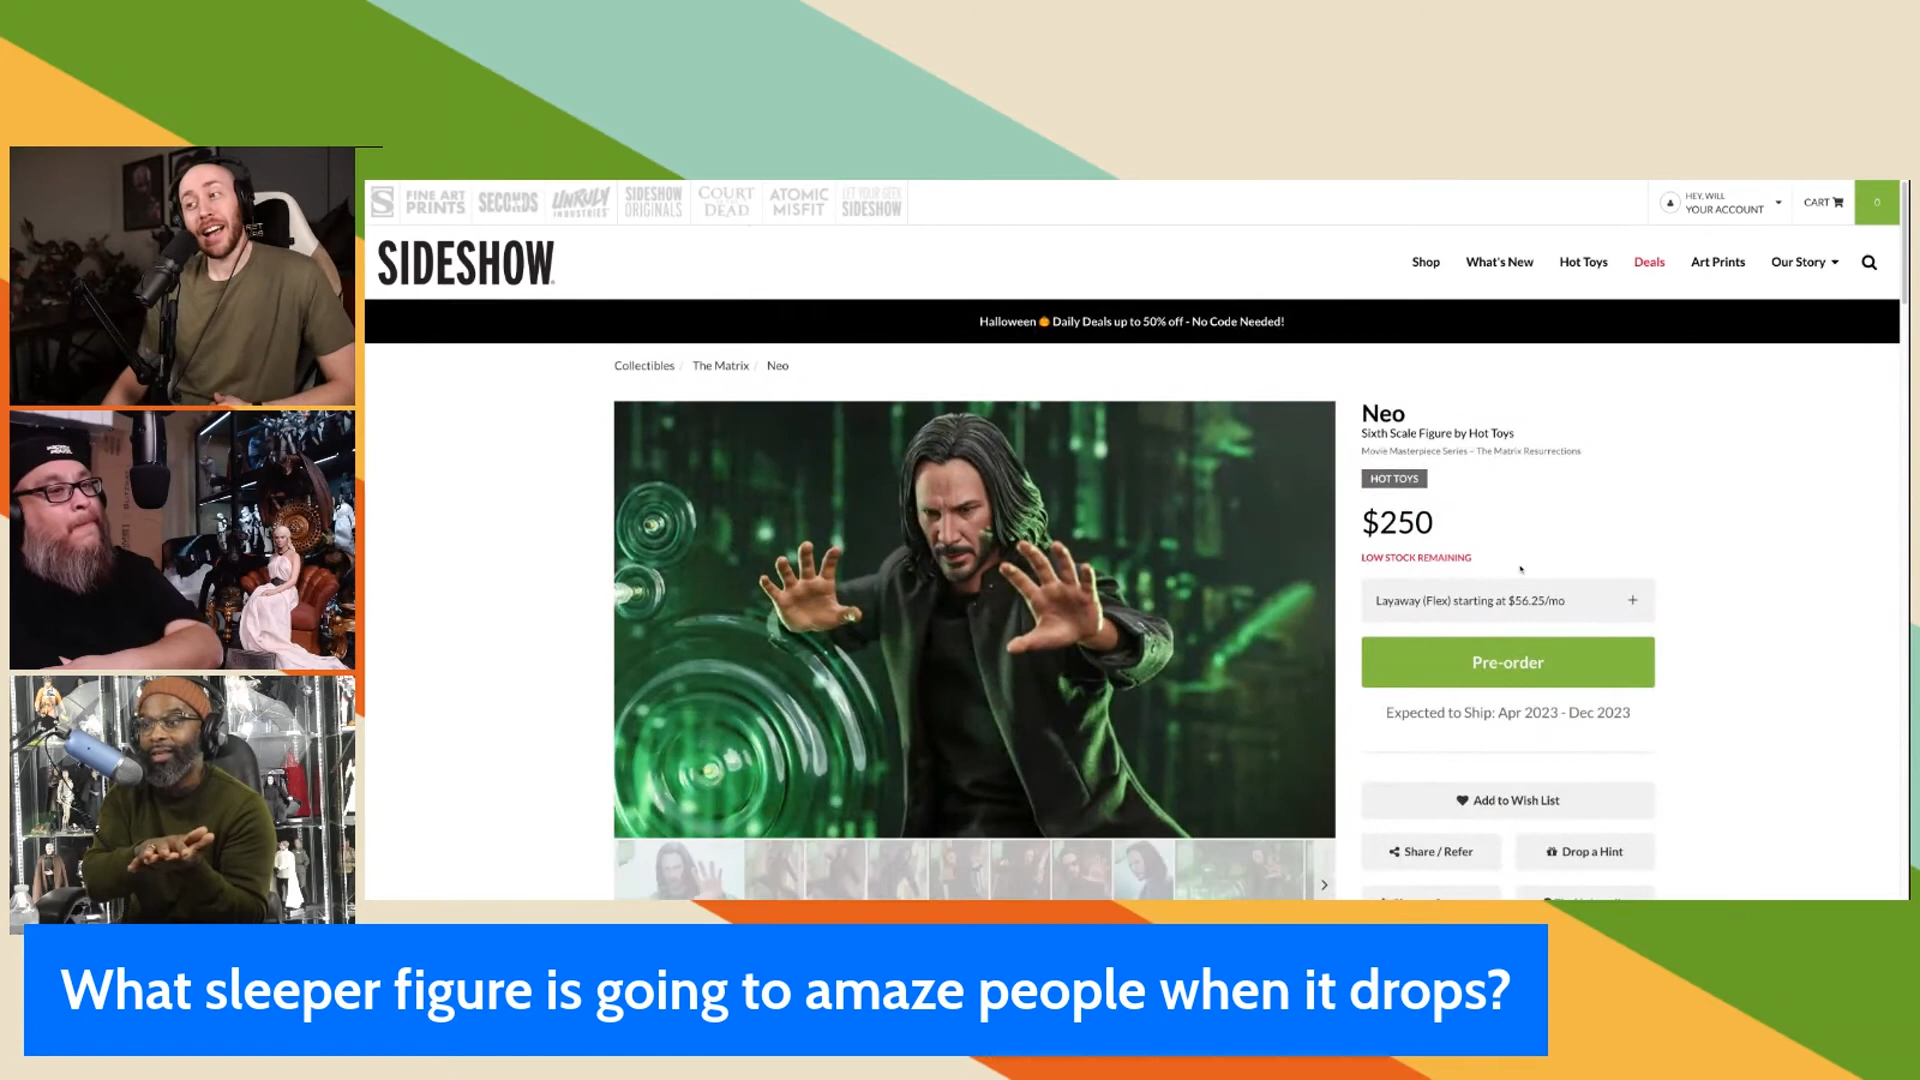 FINE ART
PRINTS
SECONDS
UNRULY
INDUSTRIES
SIDESHOW
ORIGINALS
COURT
DEAD
ATOMIC
MISFIT
LET YOUR GEEK
SIDESHOW
HEY, WILL
YOUR ACCOUNT
CART
0
SIDESHOW
Shop
What's New
Hot Toys
Deals
Art Prints
Our Story
Halloween Daily Deals up to 50% off - No Code Needed!
Collectibles / The Matrix / Neo
Neo
Sixth Scale Figure by Hot Toys
Movie Masterpiece Series – The Matrix Resurrections
HOT TOYS
$250
LOW STOCK REMAINING
Layaway (Flex) starting at $56.25/mo +
Pre-order
Expected to Ship: Apr 2023 - Dec 2023
Add to Wish List
Share / Refer
Drop a Hint
What sleeper figure is going to amaze people when it drops?